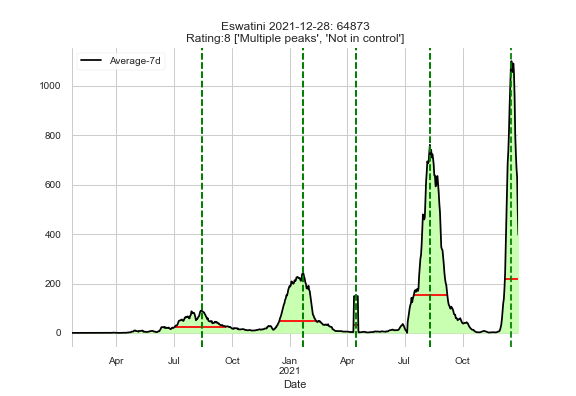 Eswatini 2021-12-28: 64873
Rating:8 ['Multiple peaks', 'Not in control']
Average-7d
1000
800
600
400
200
0
Apr Jul Oct Jan Apr Jul Oct
2021
Date